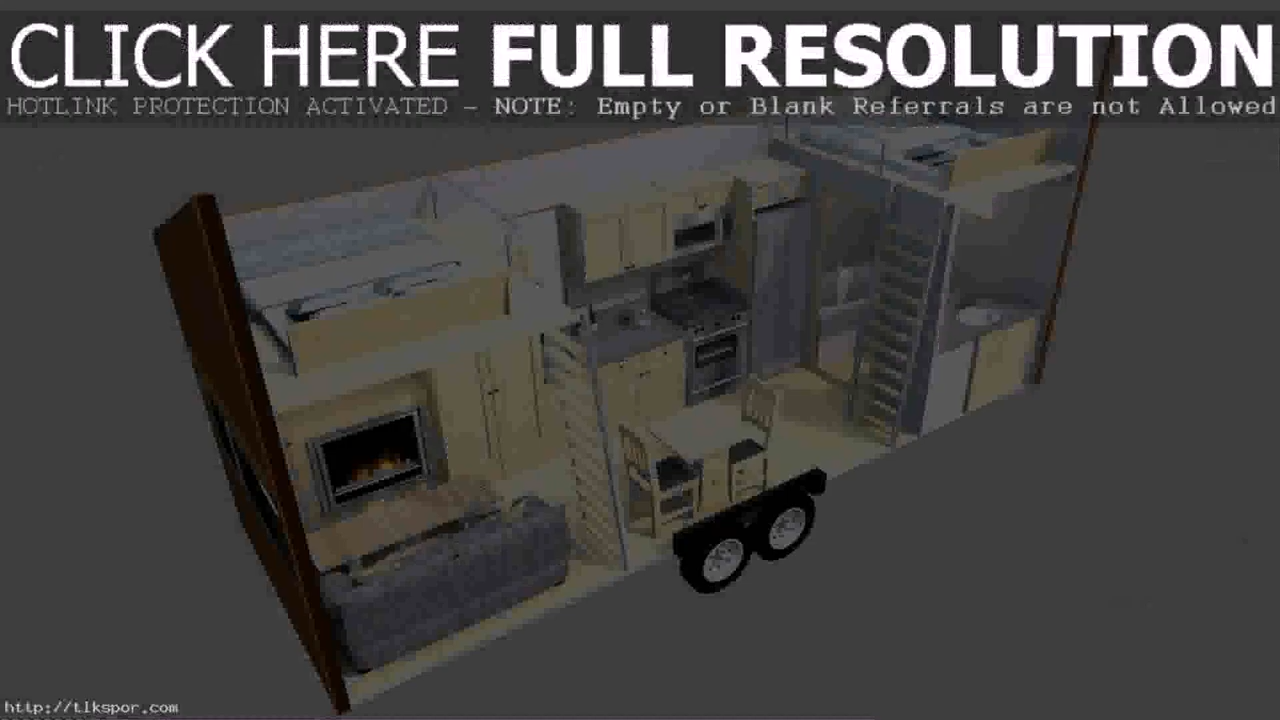 CLICK HERE FULL RESOLUTION
HOTLINK PROTECTION ACTIVATED - NOTE: Empty or Blank Referrals are not Allowed
http://tlkspor.com